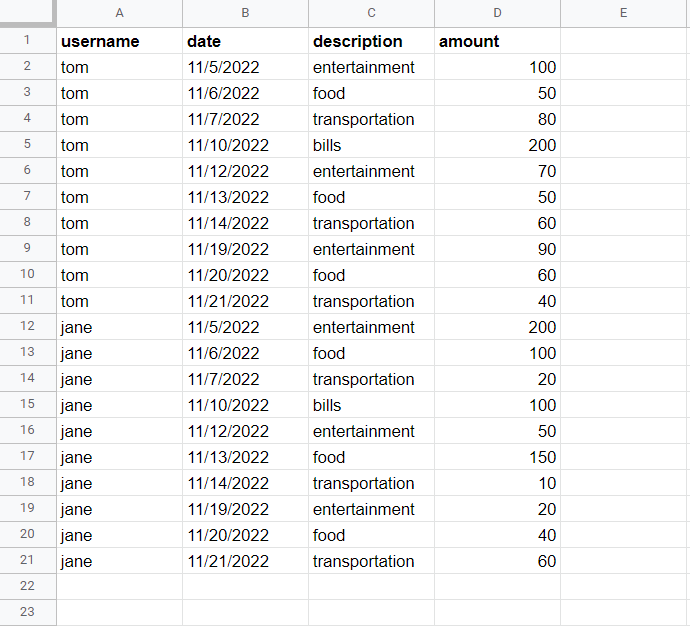 A B C D E
1 username date description amount
2 tom 11/5/2022 entertainment 100
3 tom 11/6/2022 food 50
4 tom 11/7/2022 transportation 80
5 tom 11/10/2022 bills 200
6 tom 11/12/2022 entertainment 70
7 tom 11/13/2022 food 50
8 tom 11/14/2022 transportation 60
9 tom 11/19/2022 entertainment 90
10 tom 11/20/2022 food 60
11 tom 11/21/2022 transportation 40
12 jane 11/5/2022 entertainment 200
13 jane 11/6/2022 food 100
14 jane 11/7/2022 transportation 20
15 jane 11/10/2022 bills 100
16 jane 11/12/2022 entertainment 50
17 jane 11/13/2022 food 150
18 jane 11/14/2022 transportation 10
19 jane 11/19/2022 entertainment 20
20 jane 11/20/2022 food 40
21 jane 11/21/2022 transportation 60
22
23